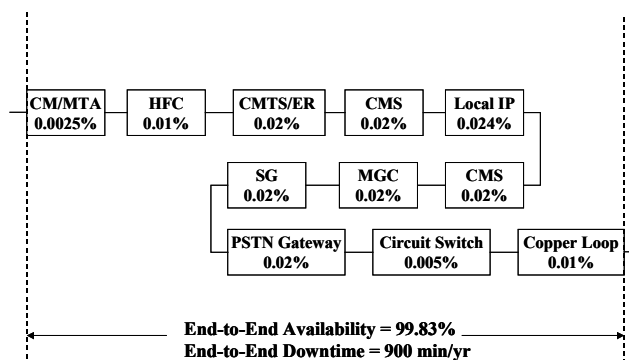 CM/MTA
0.0025%
HFC
0.01%
CMTS/ER
0.02%
CMS
0.02%
Local IP
0.024%
SG
0.02%
MGC
0.02%
CMS
0.02%
PSTN Gateway
0.02%
Circuit Switch
0.005%
Copper Loop
0.01%
End-to-End Availability = 99.83%
End-to-End Downtime = 900 min/yr